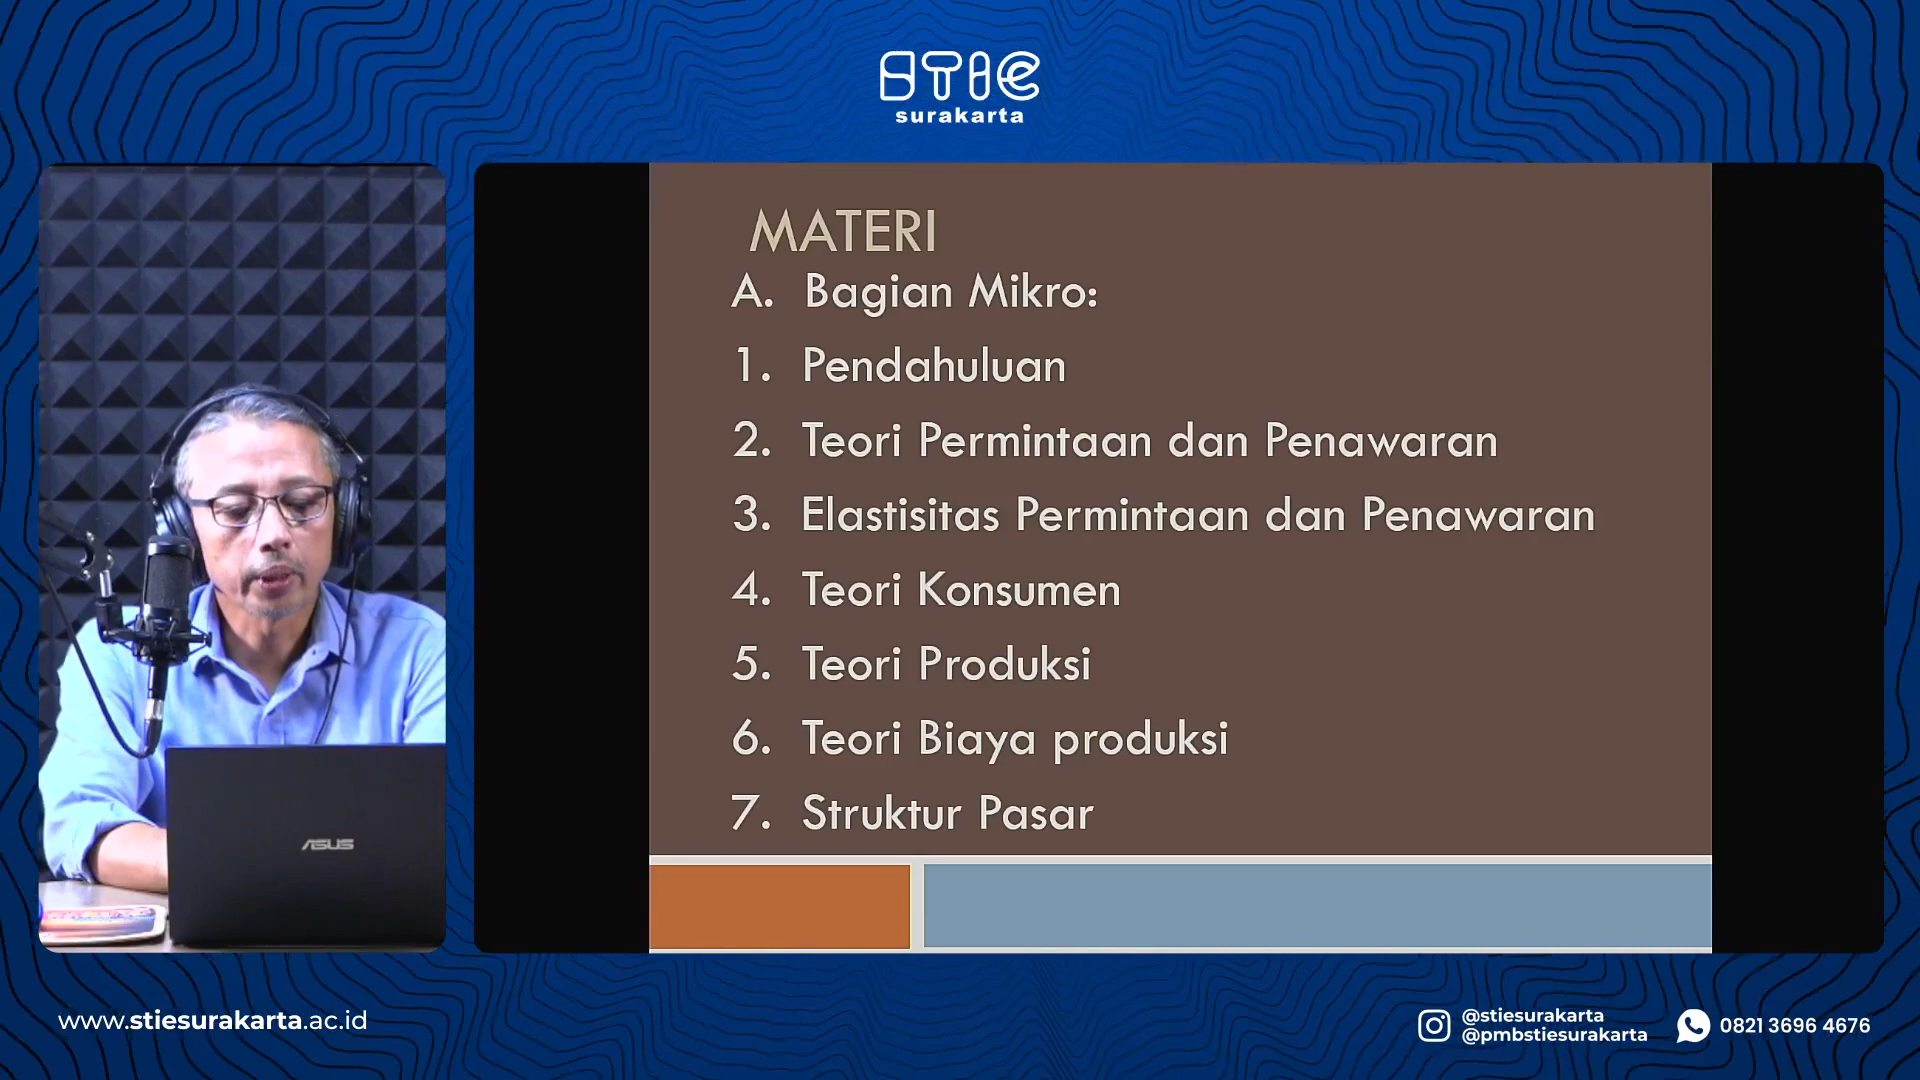 STIE
surakarta
MATERI
A. Bagian Mikro:
1. Pendahuluan
2. Teori Permintaan dan Penawaran
3. Elastisitas Permintaan dan Penawaran
4. Teori Konsumen
5. Teori Produksi
6. Teori Biaya produksi
7. Struktur Pasar
ASUS
www.stiesurakarta.ac.id
@stiesurakarta
@pmbstiesurakarta
0821 3696 4676